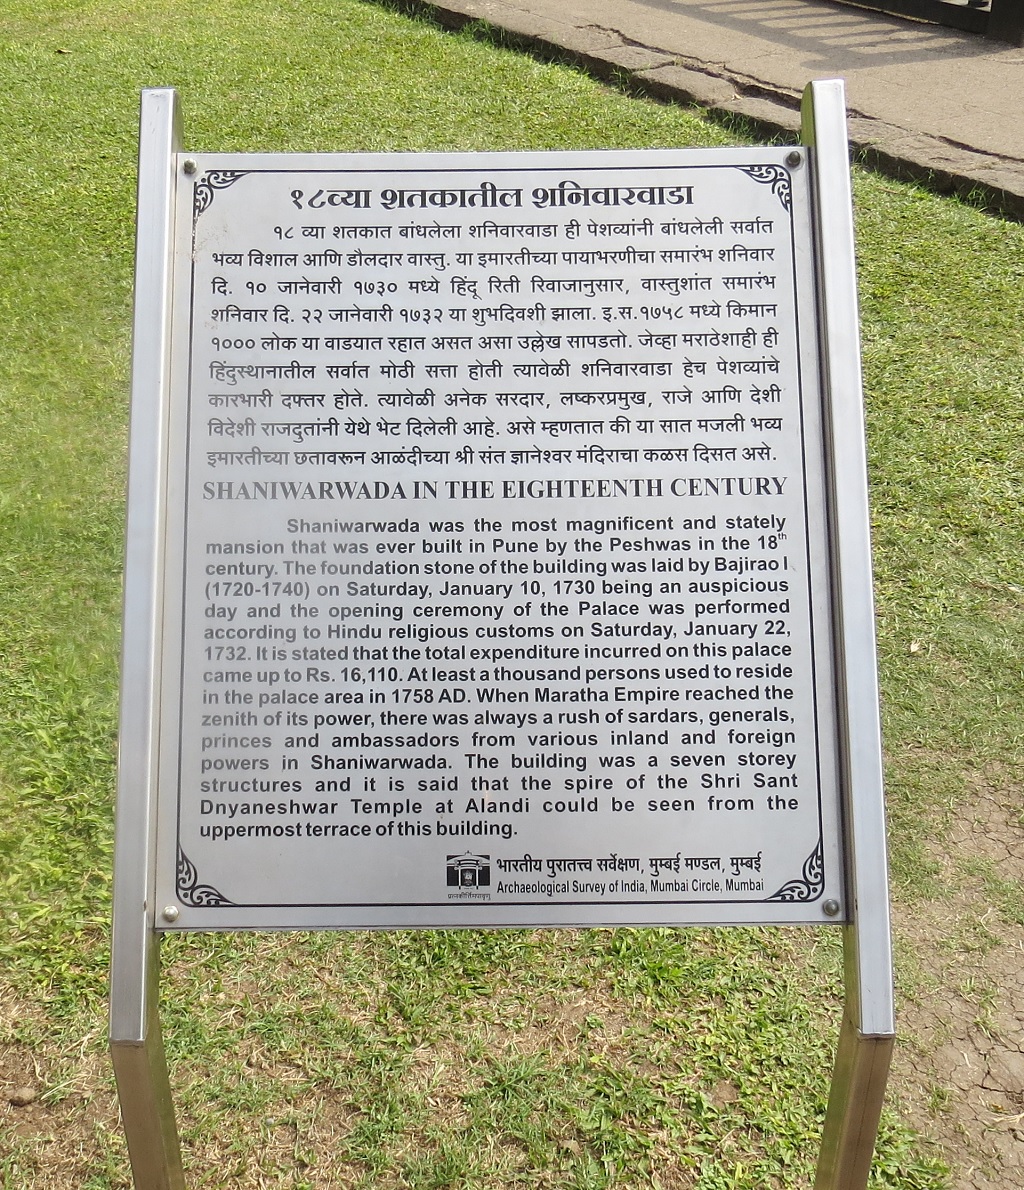 १८व्या शतकातील शनिवारवाडा
१८ व्या शतकात बांधलेला शनिवारवाडा ही पेशव्यांनी बांधलेली सर्वात
भव्य विशाल आणि डौलदार वास्तु. या इमारतीच्या पायाभरणीचा समारंभ शनिवार
दि. १० जानेवारी १७३० मध्ये हिंदू रिती रिवाजानुसार, वास्तुशांत समारंभ
शनिवार दि. २२ जानेवारी १७३२ या शुभदिवशी झाला. इ.स.१७५८ मध्ये किमान
१००० लोक या वाडयात रहात असत असा उल्लेख सापडतो. जेव्हा मराठेशाही ही
हिंदुस्थानातील सर्वात मोठी सत्ता होती त्यावेळी शनिवारवाडा हेच पेशव्यांचे
कारभारी दफ्तर होते. त्यावेळी अनेक सरदार, लष्करप्रमुख, राजे आणि देशी
विदेशी राजदुतांनी येथे भेट दिलेली आहे. असे म्हणतात की या सात मजली भव्य
इमारतीच्या छतावरून आळंदीच्या श्री संत ज्ञानेश्वर मंदिराचा कळस दिसत असे.
SHANIWARWADA IN THE EIGHTEENTH CENTURY
Shaniwarwada was the most magnificent and stately
mansion that was ever built in Pune by the Peshwas in the 18th
century. The foundation stone of the building was laid by Bajirao I
(1720-1740) on Saturday, January 10, 1730 being an auspicious
day and the opening ceremony of the Palace was performed
according to Hindu religious customs on Saturday, January 22,
1732. It is stated that the total expenditure incurred on this palace
came up to Rs. 16,110. At least a thousand persons used to reside
in the palace area in 1758 AD. When Maratha Empire reached the
zenith of its power, there was always a rush of sardars, generals,
princes and ambassadors from various inland and foreign
powers in Shaniwarwada. The building was a seven storey
structures and it is said that the spire of the Shri Sant
Dnyaneshwar Temple at Alandi could be seen from the
uppermost terrace of this building.
भारतीय पुरातत्त्व सर्वेक्षण, मुम्बई मण्डल, मुम्बई
Archaeological Survey of India, Mumbai Circle, Mumbai